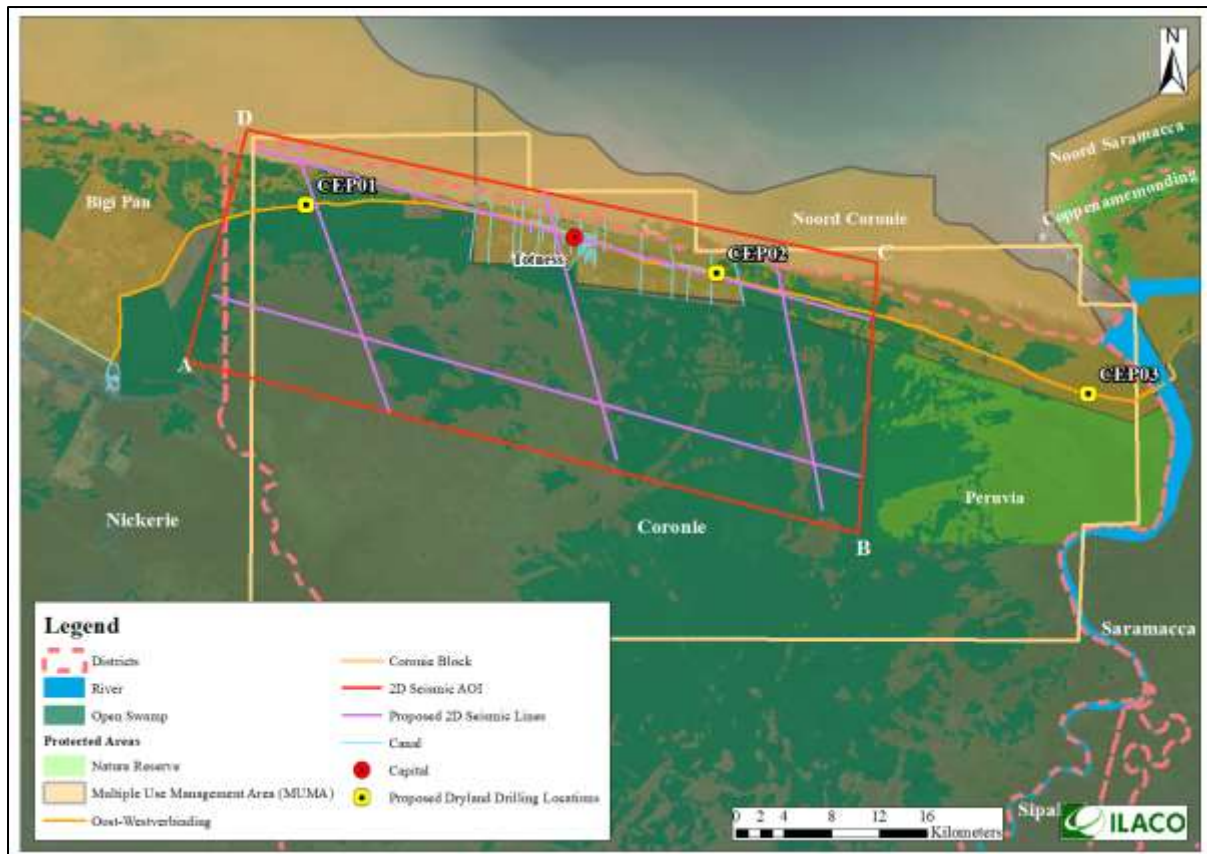 N
D
Noord Saramacca
Coppenamemonding
CEP01
Bigi Pan
Noord Coronie
Totness
CEP02
C
A
CEP03
Peruvia
Nickerie
Coronie
B
Saramacca
Legend
Districts
River
Open Swamp
Protected Areas
Nature Reserve
Multiple Use Management Area (MUMA)
Oost-Westverbinding
Coronie Block
2D Seismic AOI
Proposed 2D Seismic Lines
Canal
Capital
Proposed Dryland Drilling Locations
0 2 4 8 12 16
Kilometers
Sipal
ILACO